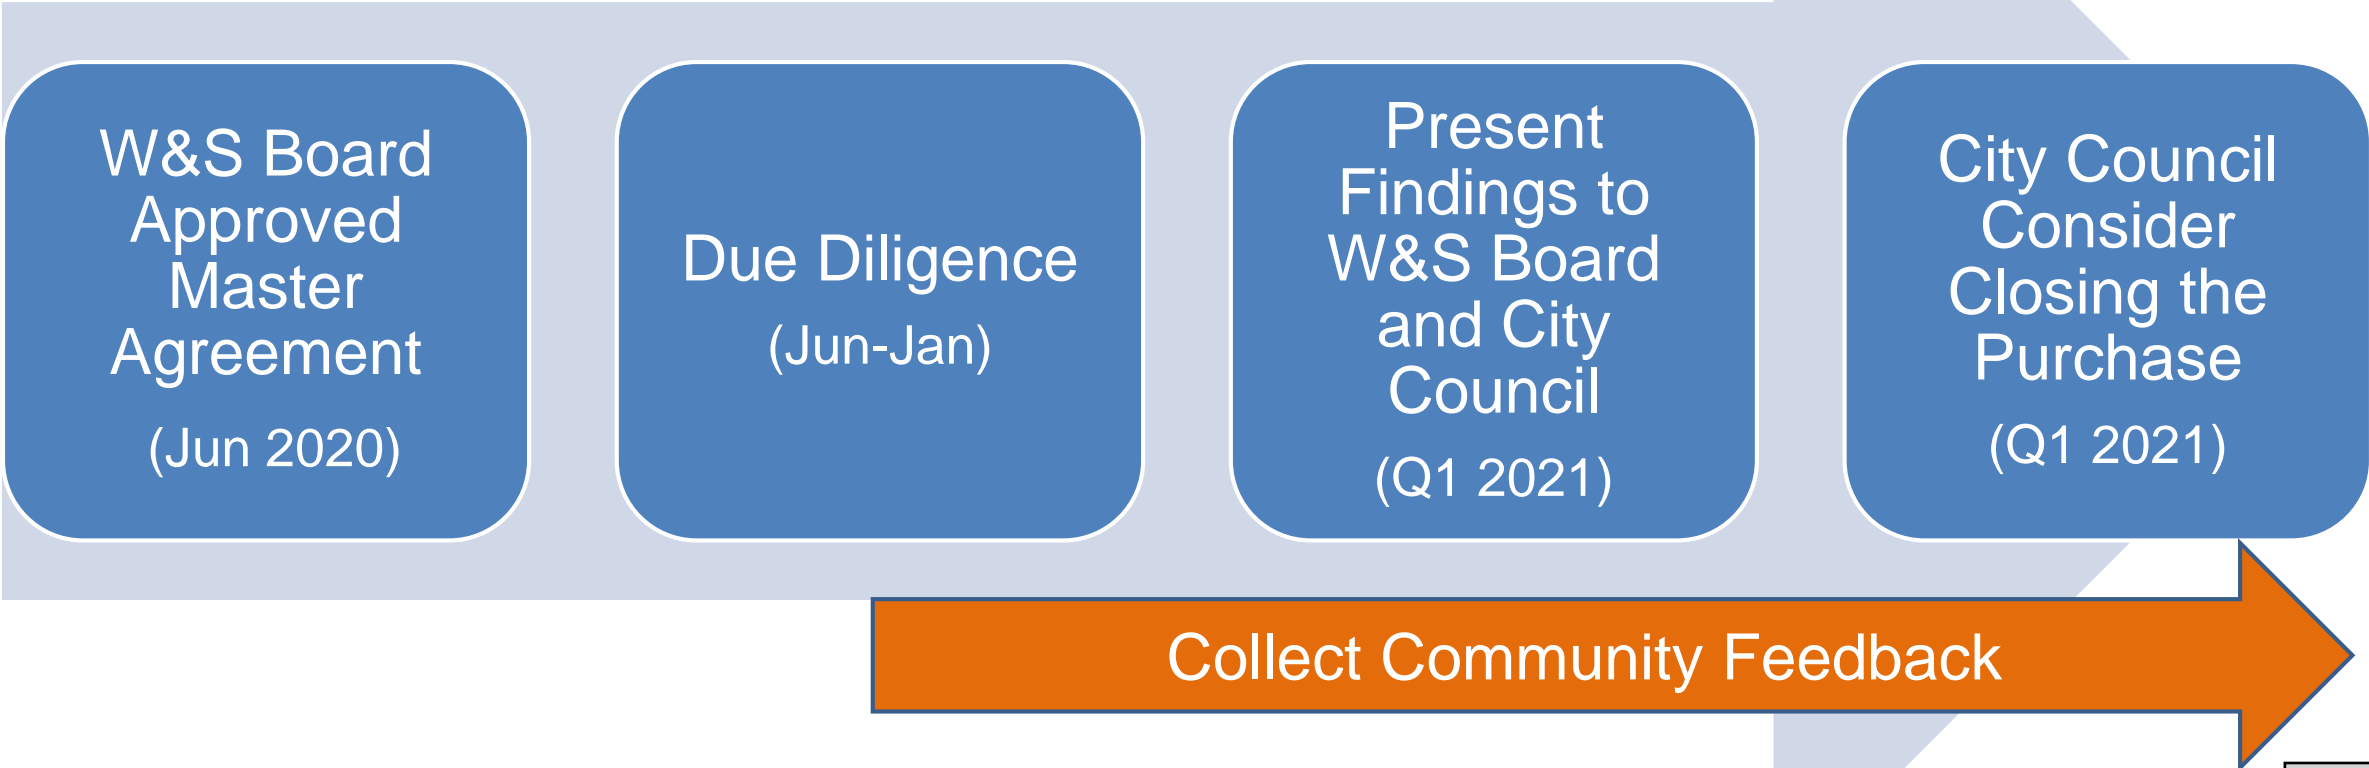 W&S Board
Approved
Master
Agreement
(Jun 2020)
Due Diligence
(Jun-Jan)
Present
Findings to
W&S Board
and City
Council
(Q1 2021)
City Council
Consider
Closing the
Purchase
(Q1 2021)
Collect Community Feedback